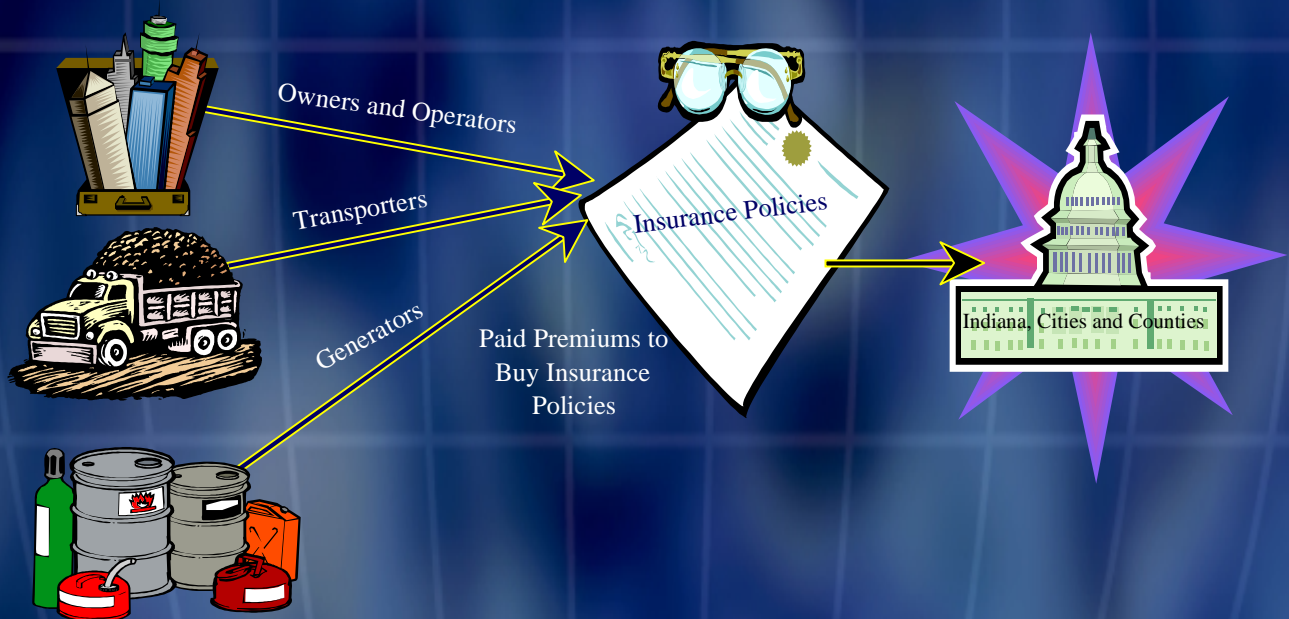 Owners and Operators
Transporters
Generators
Insurance Policies
Paid Premiums to
Buy Insurance
Policies
Indiana, Cities and Counties